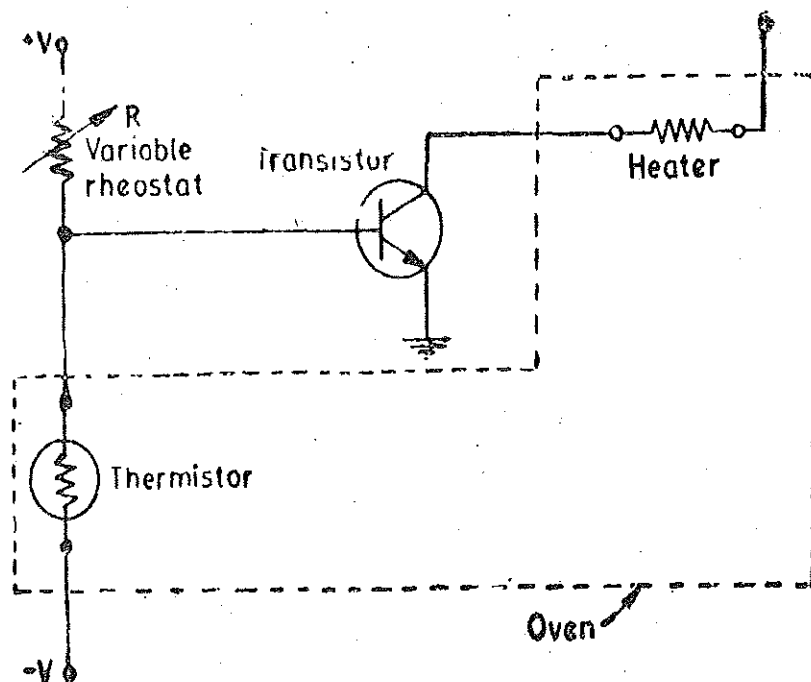 +V
R
Variable
rheostat
Transistor
Heater
Thermistor
Oven
-V